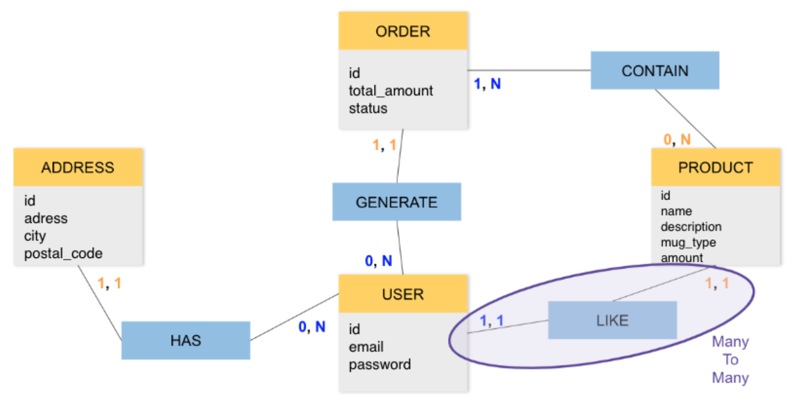 ORDER
id
total_amount
status
1, N
CONTAIN
1, 1
0, N
ADDRESS
id
adress
city
postal_code
GENERATE
PRODUCT
id
name
description
mug_type
amount
1, 1
0, N
USER
id
email
password
1, 1
1, 1
LIKE
0, N
HAS
Many
To
Many